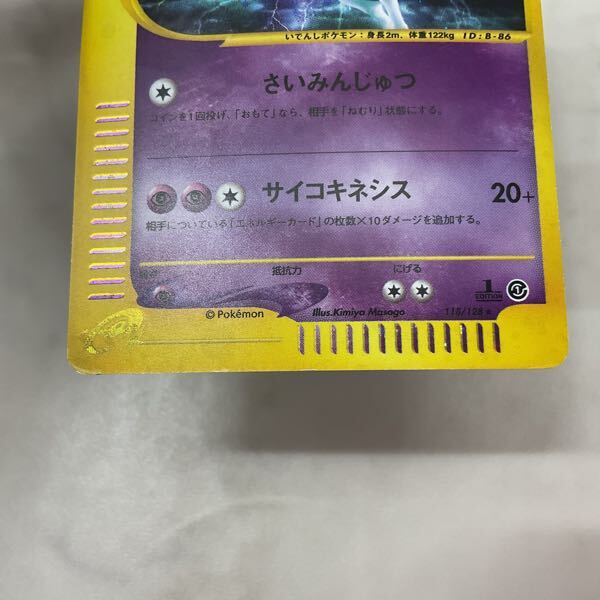 いでんしポケモン：身長2m、体重122kg ID:B-86
さいみんじゅつ
コインを1回投げ、「おもて」なら、相手を「ねむり」状態にする。
サイコキネシス 20+
相手についている「エネルギーカード」の枚数×10ダメージを追加する。
抵抗力 にげる
1 EDITION
©Pokémon Illus.Kimiya Masago 116/128 ★